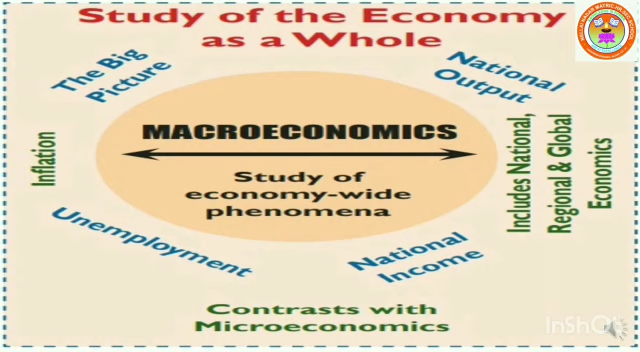 Study of the Economy
as a Whole
The Big
Picture
National
Output
Inflation
MACROECONOMICS
Study of
economy-wide
phenomena
Includes National,
Regional & Global
Economics
Unemployment
National
Income
Contrasts with
Microeconomics
InShOt